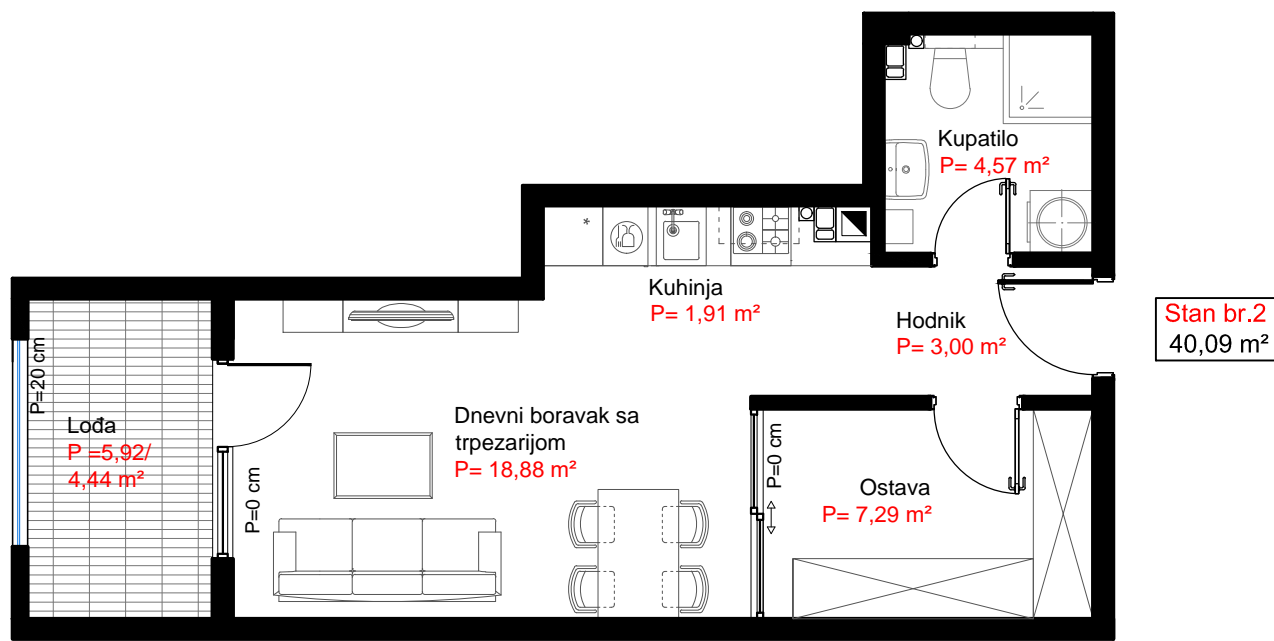 Kupatilo
P= 4,57 m²
Kuhinja
P= 1,91 m²
Hodnik
P= 3,00 m²
Stan br.2
40,09 m²
P=20 cm
Lođa
P =5,92/
4,44 m²
P=0 cm
Dnevni boravak sa
trpezarijom
P= 18,88 m²
P=0 cm
Ostava
P= 7,29 m²